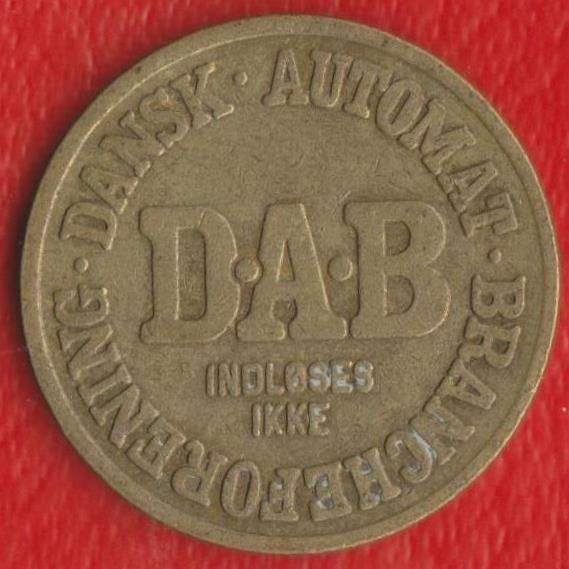 DANSK · AUTOMAT · BRANCHEFORENING ·
D·A·B
INDLØSES
IKKE